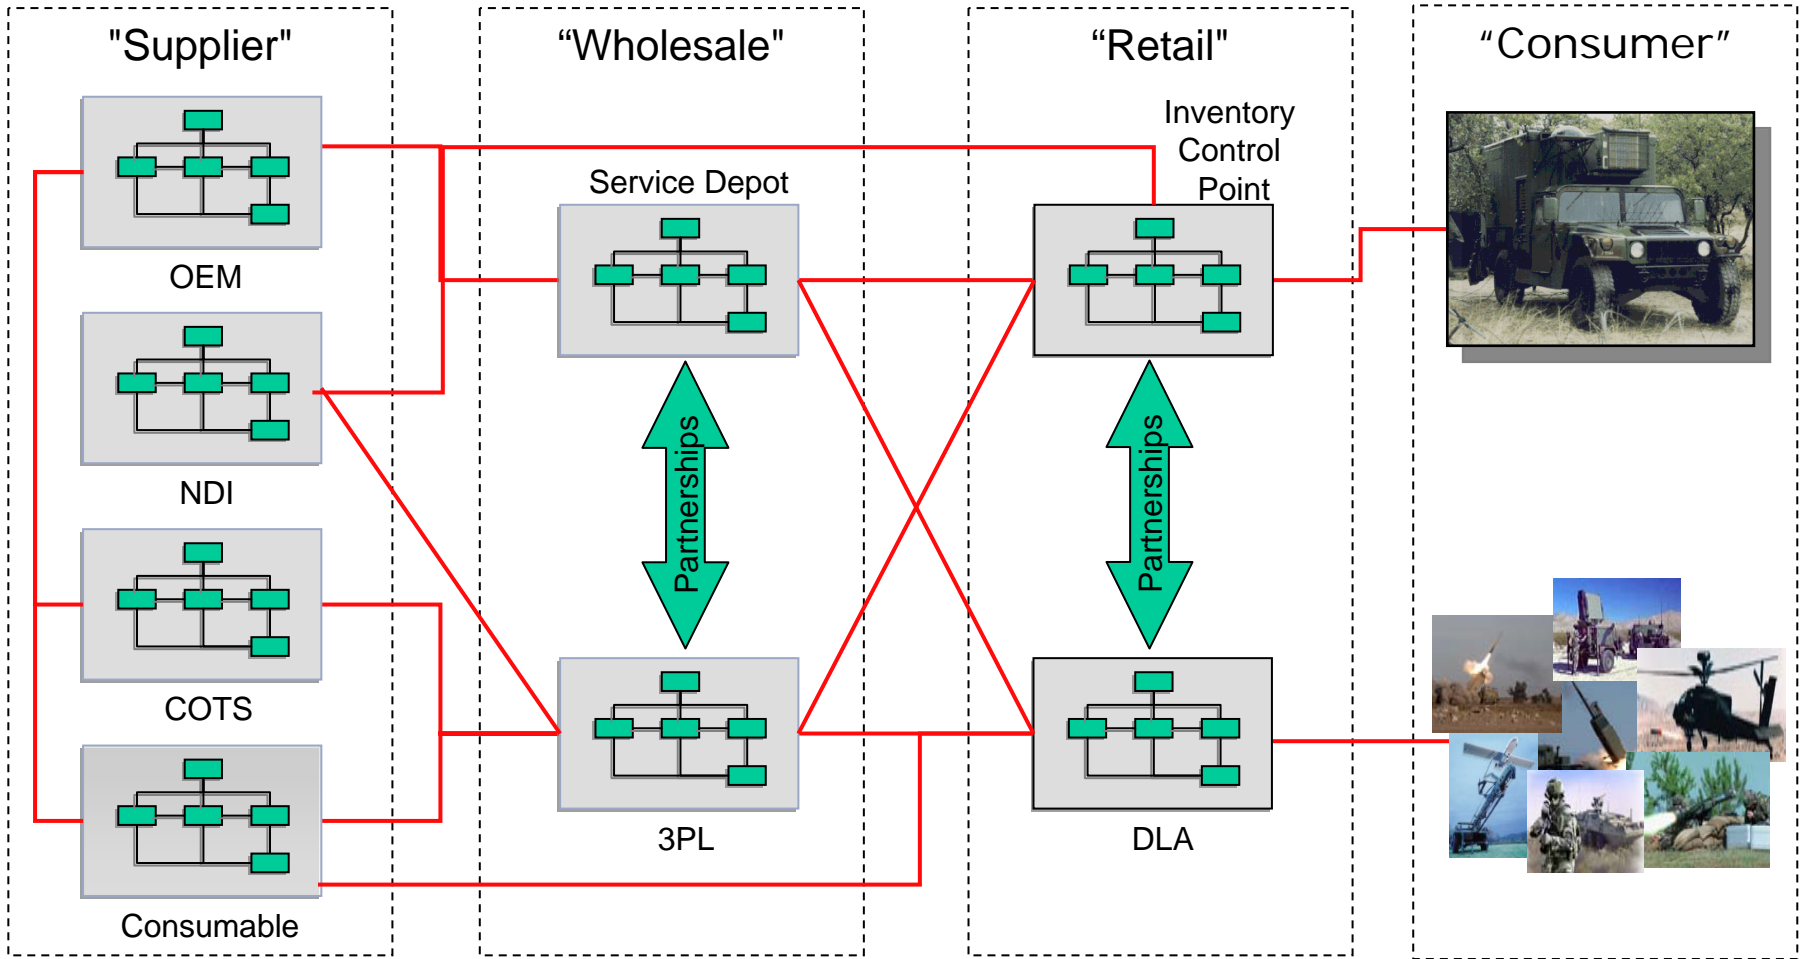 "Supplier"
“Wholesale"
“Retail"
“Consumer”
Inventory
Control
Point
Service Depot
OEM
NDI
Partnerships
Partnerships
COTS
3PL
DLA
Consumable